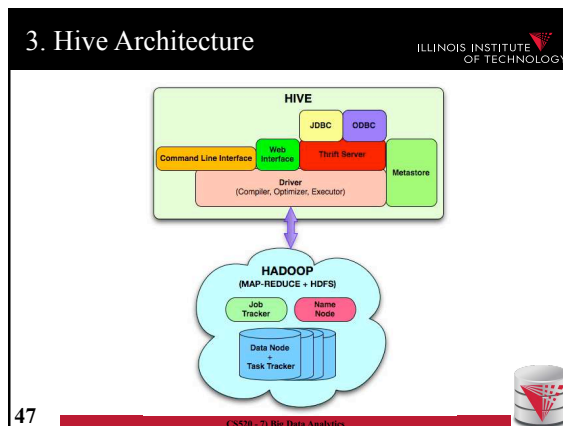 3. Hive Architecture
ILLINOIS INSTITUTE
OF TECHNOLOGY
HIVE
JDBC
ODBC
Command Line Interface
Web
Interface
Thrift Server
Metastore
Driver
(Compiler, Optimizer, Executor)
HADOOP
(MAP-REDUCE + HDFS)
Job
Tracker
Name
Node
Data Node
+
Task Tracker
47
CS520 - 7) Big Data Analytics